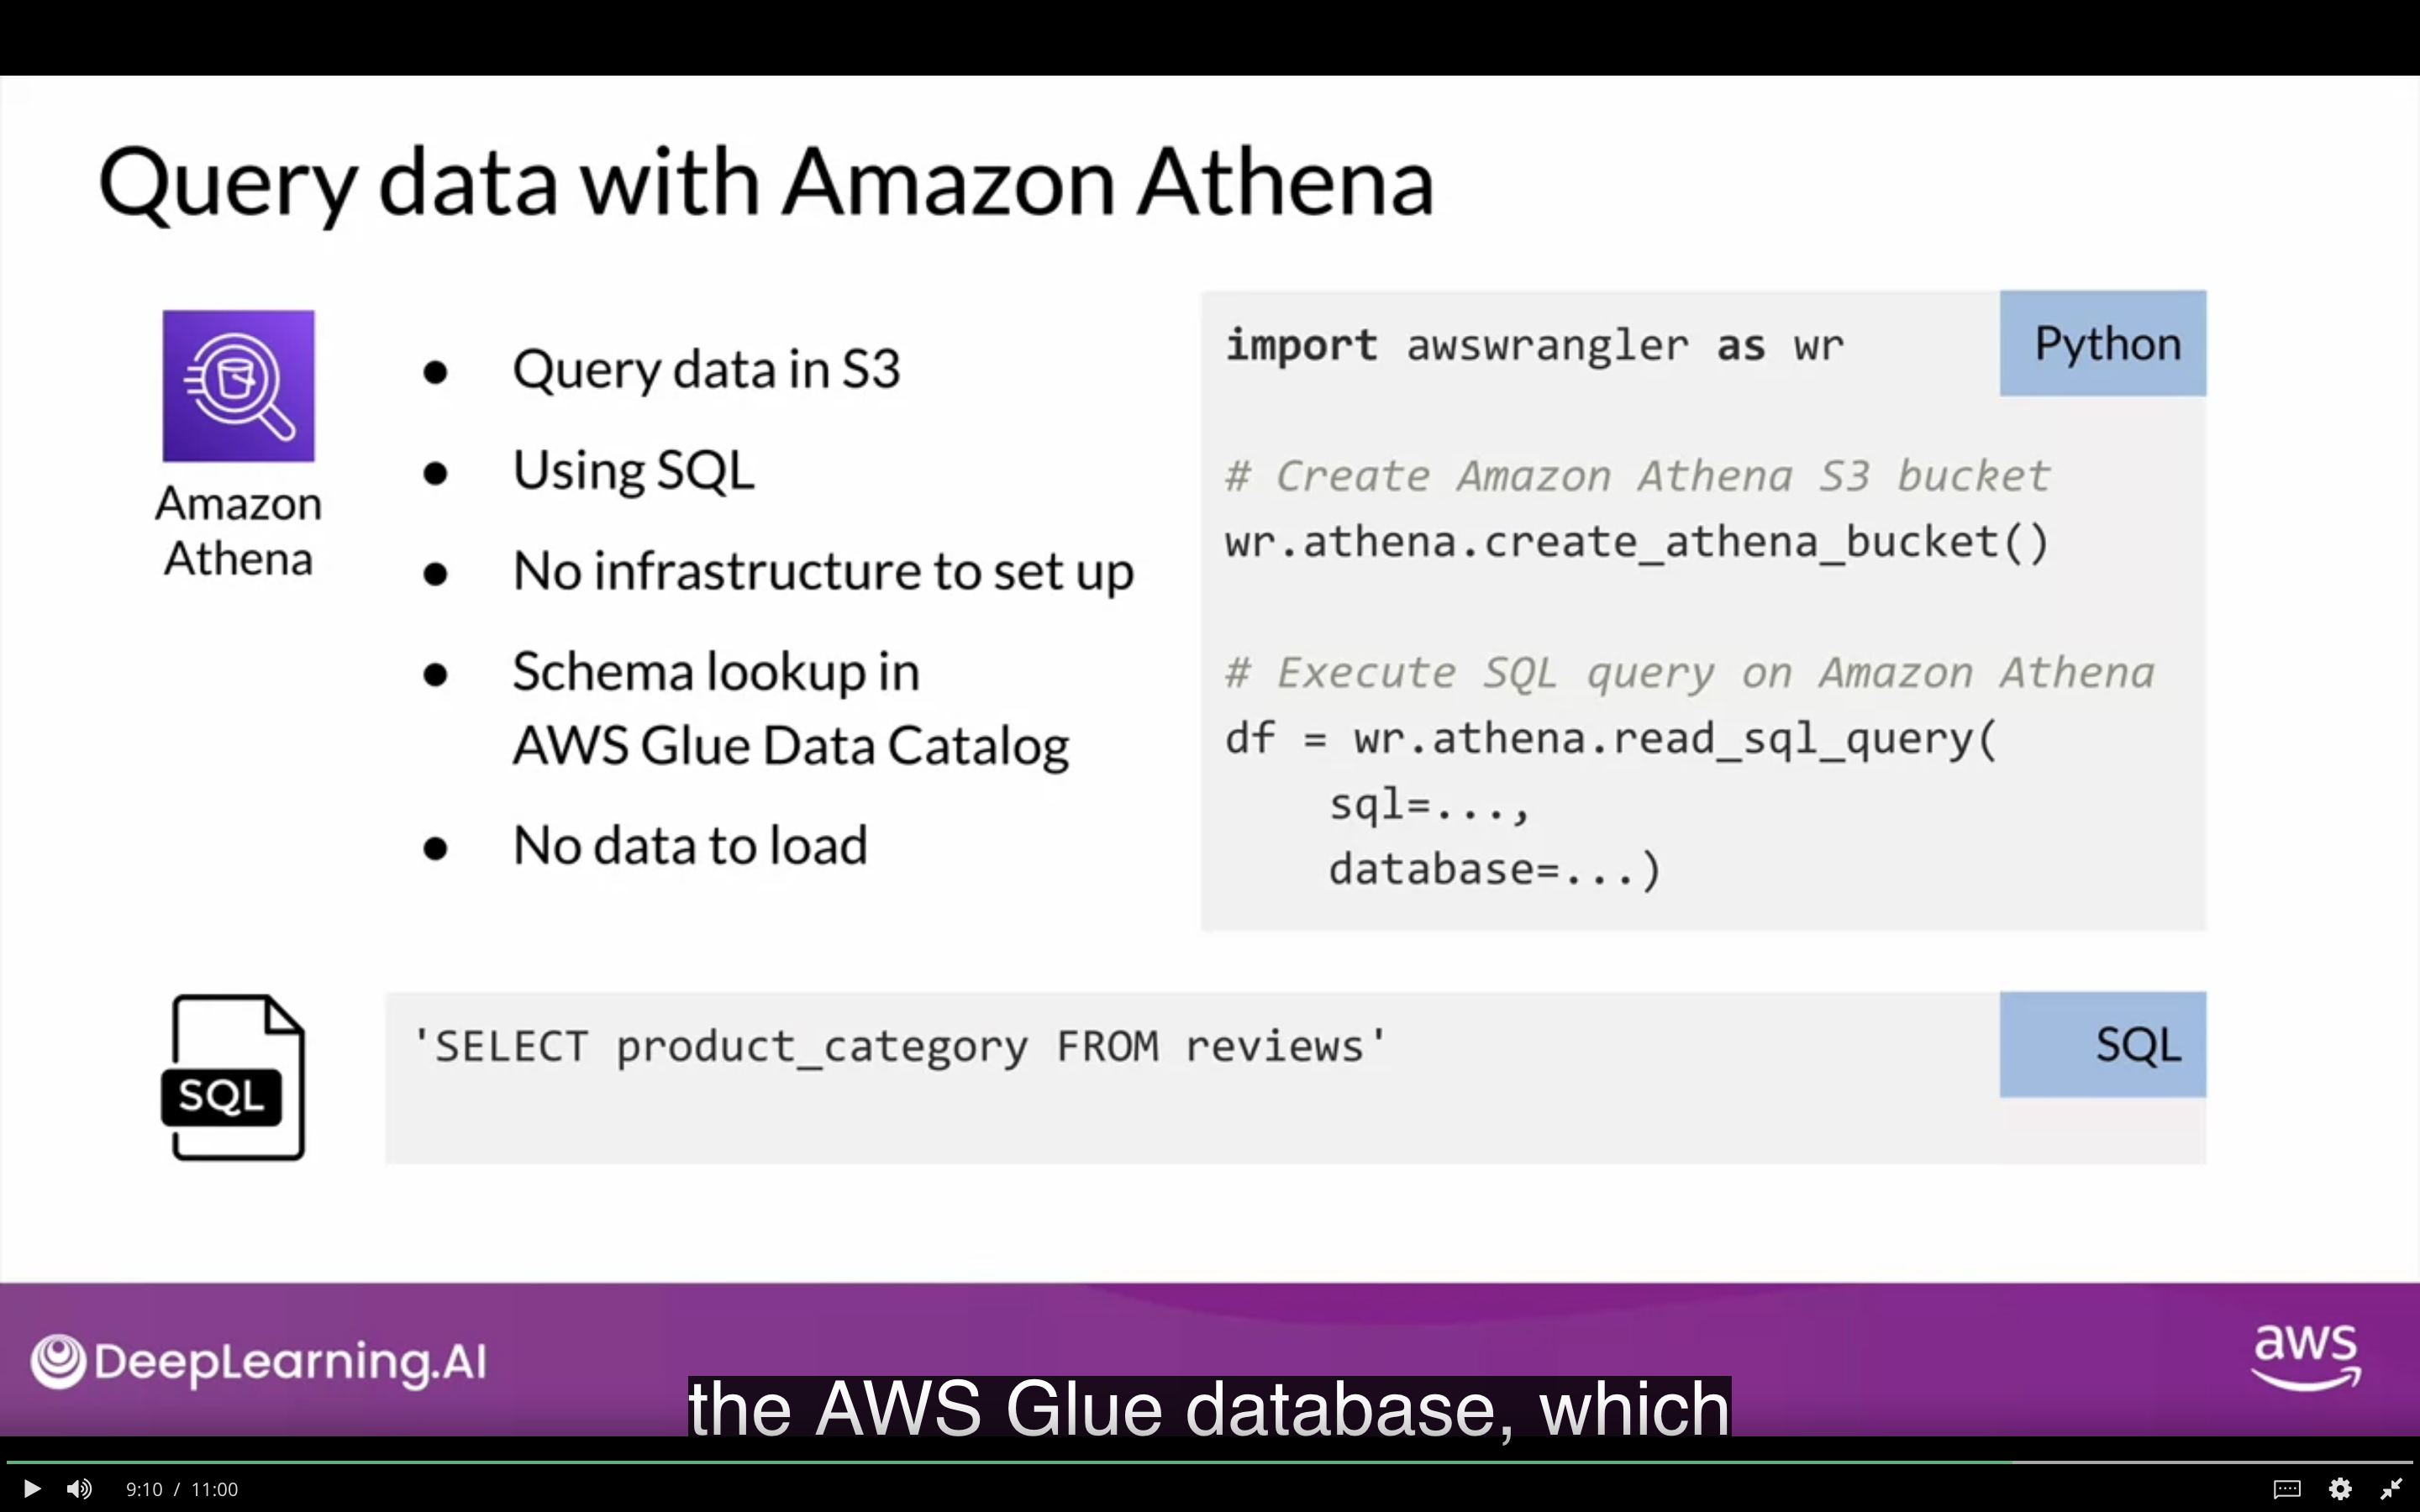 Query data with Amazon Athena
Amazon
Athena
● Query data in S3
● Using SQL
● No infrastructure to set up
● Schema lookup in
AWS Glue Data Catalog
● No data to load
Python
import awswrangler as wr
# Create Amazon Athena S3 bucket
wr.athena.create_athena_bucket()
# Execute SQL query on Amazon Athena
df = wr.athena.read_sql_query(
sql=...,
database=...)
SQL
'SELECT product_category FROM reviews'
SQL
DeepLearning.AI
aws
the AWS Glue database, which
9:10 / 11:00